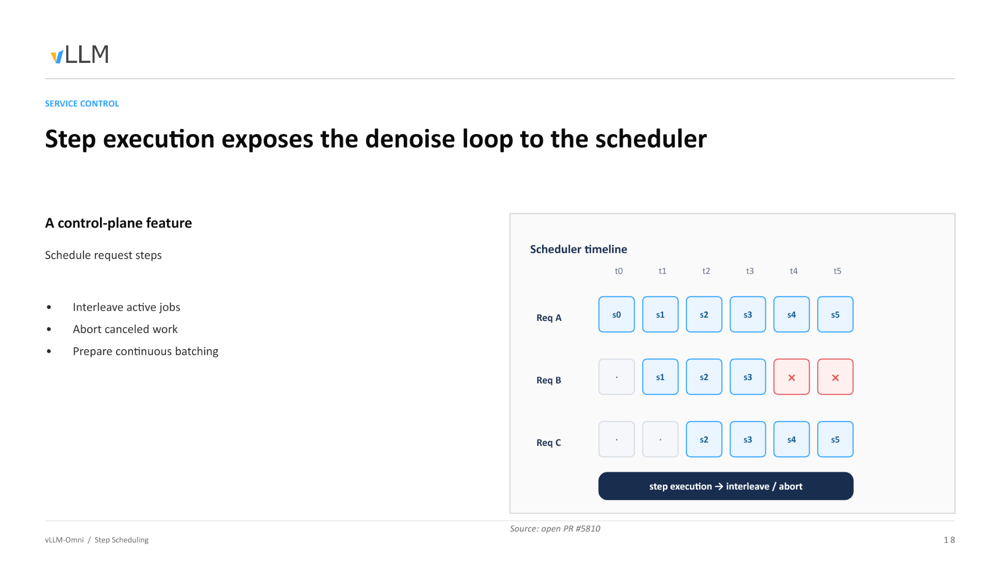 vLLM
SERVICE CONTROL
Step execution exposes the denoise loop to the scheduler
A control-plane feature
Schedule request steps
• Interleave active jobs
• Abort canceled work
• Prepare continuous batching
Scheduler timeline
t0 t1 t2 t3 t4 t5
Req A s0 s1 s2 s3 s4 s5
Req B · s1 s2 s3 × ×
Req C · · s2 s3 s4 s5
step execution → interleave / abort
Source: open PR #5810
vLLM-Omni / Step Scheduling
18